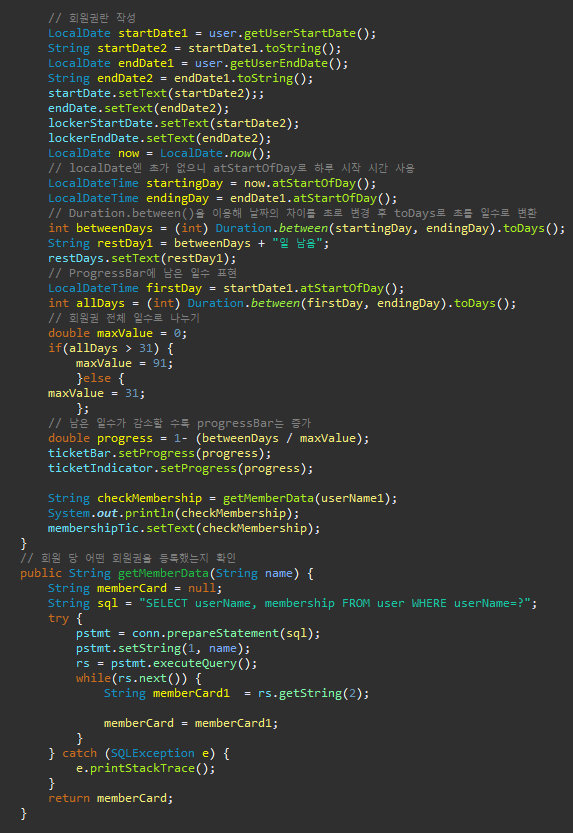 // 회원권란 작성
LocalDate startDate1 = user.getUserStartDate();
String startDate2 = startDate1.toString();
LocalDate endDate1 = user.getUserEndDate();
String endDate2 = endDate1.toString();
startDate.setText(startDate2);;
endDate.setText(endDate2);
lockerStartDate.setText(startDate2);
lockerEndDate.setText(endDate2);
LocalDate now = LocalDate.now();
// localDate엔 초가 없으니 atStartOfDay로 하루 시작 시간 사용
LocalDateTime startingDay = now.atStartOfDay();
LocalDateTime endingDay = endDate1.atStartOfDay();
// Duration.between()을 이용해 날짜의 차이를 초로 변경 후 toDays로 초를 일수로 변환
int betweenDays = (int) Duration.between(startingDay, endingDay).toDays();
String restDay1 = betweenDays + "일 남음";
restDays.setText(restDay1);
// ProgressBar에 남은 일수 표현
LocalDateTime firstDay = startDate1.atStartOfDay();
int allDays = (int) Duration.between(firstDay, endingDay).toDays();
// 회원권 전체 일수로 나누기
double maxValue = 0;
if(allDays > 31) {
maxValue = 91;
}else {
maxValue = 31;
};
// 남은 일수가 감소할 수록 progressBar는 증가
double progress = 1- (betweenDays / maxValue);
ticketBar.setProgress(progress);
ticketIndicator.setProgress(progress);
String checkMembership = getMemberData(userName1);
System.out.println(checkMembership);
membershipTic.setText(checkMembership);
}
// 회원 당 어떤 회원권을 등록했는지 확인
public String getMemberData(String name) {
String memberCard = null;
String sql = "SELECT userName, membership FROM user WHERE userName=?";
try {
pstmt = conn.prepareStatement(sql);
pstmt.setString(1, name);
rs = pstmt.executeQuery();
while(rs.next()) {
String memberCard1  = rs.getString(2);
memberCard = memberCard1;
}
} catch (SQLException e) {
e.printStackTrace();
}
return memberCard;
}